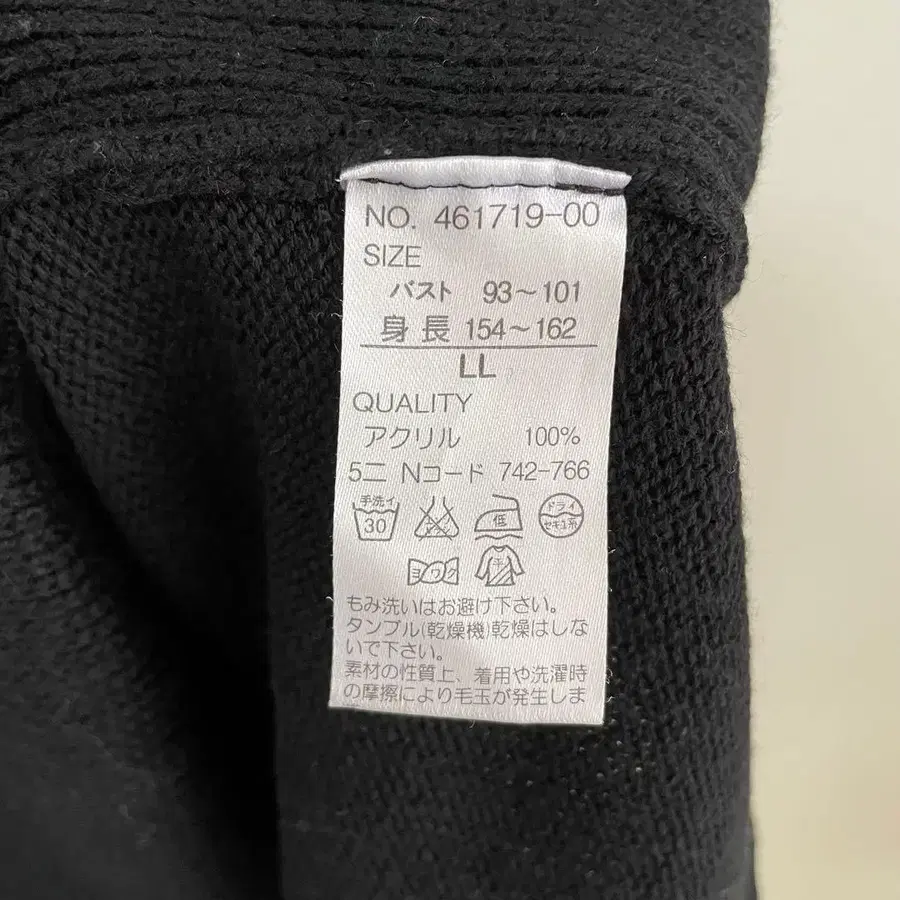 NO. 461719-00
SIZE
バスト 93～101
身長 154～162
LL
QUALITY
アクリル 100%
5ニ Nコード 742-766
手洗イ 30 低 ドライ セキユ系
ヨワク 平
もみ洗いはお避け下さい。
タンブル(乾燥機)乾燥はしな
いで下さい。
素材の性質上、着用や洗濯時
の摩擦により毛玉が発生しま